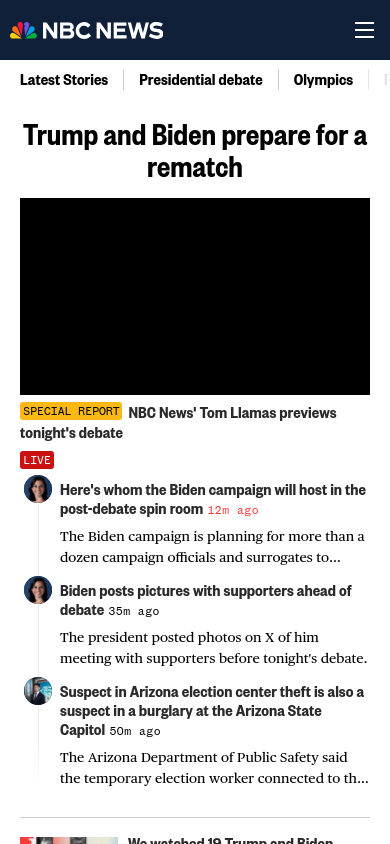 NBC NEWS
Latest Stories
Presidential debate
Olympics
Trump and Biden prepare for a
rematch
SPECIAL REPORT NBC News' Tom Llamas previews
tonight's debate
LIVE
Here's whom the Biden campaign will host in the
post-debate spin room 12m ago
The Biden campaign is planning for more than a
dozen campaign officials and surrogates to...
Biden posts pictures with supporters ahead of
debate 35m ago
The president posted photos on X of him
meeting with supporters before tonight's debate.
Suspect in Arizona election center theft is also a
suspect in a burglary at the Arizona State
Capitol 50m ago
The Arizona Department of Public Safety said
the temporary election worker connected to th...
We watched 19 Trump and Biden